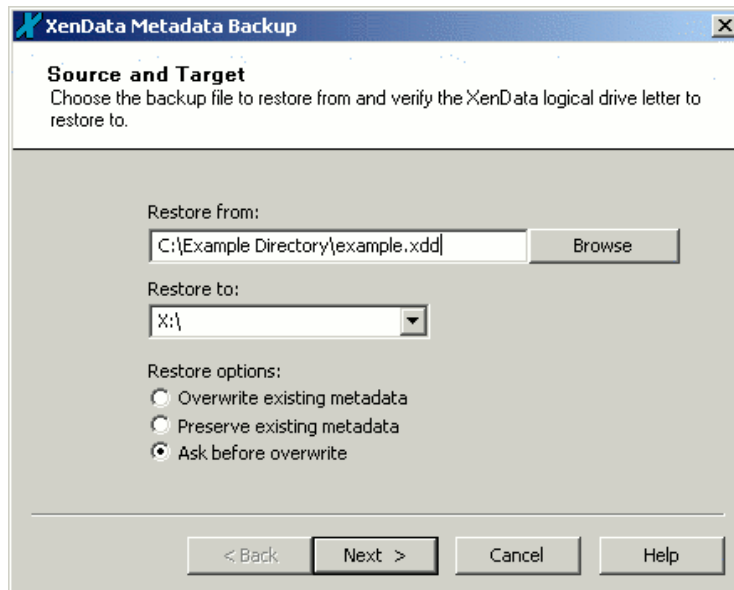 XenData Metadata Backup
Source and Target
Choose the backup file to restore from and verify the XenData logical drive letter to
restore to.
Restore from:
C:\Example Directory\example.xdd
Browse
Restore to:
X:\
Restore options:
Overwrite existing metadata
Preserve existing metadata
Ask before overwrite
< Back
Next >
Cancel
Help